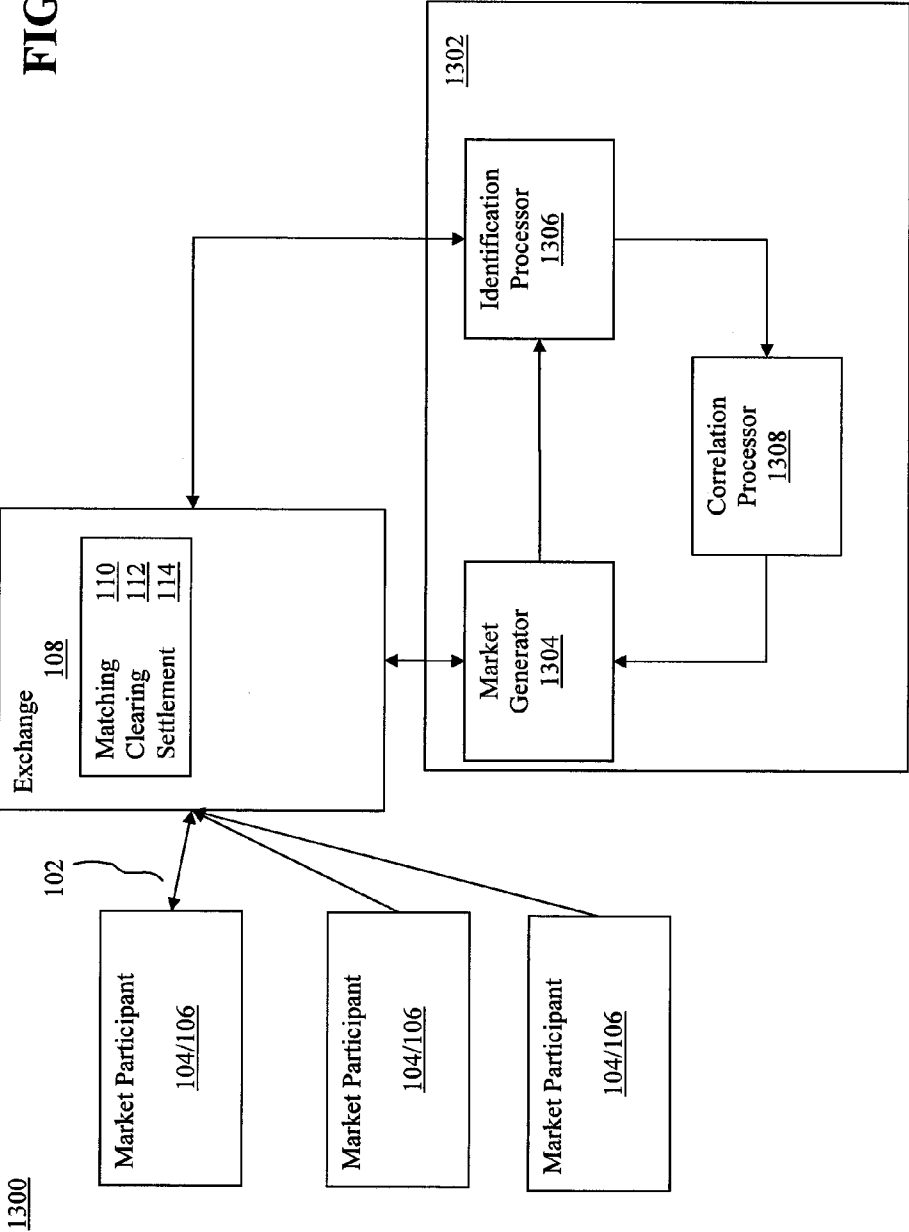 FIG
1300
Market Participant
104/106
Market Participant
104/106
Market Participant
104/106
102
Exchange
108
Matching 110
Clearing 112
Settlement 114
1302
Market
Generator
1304
Identification
Processor
1306
Correlation
Processor
1308